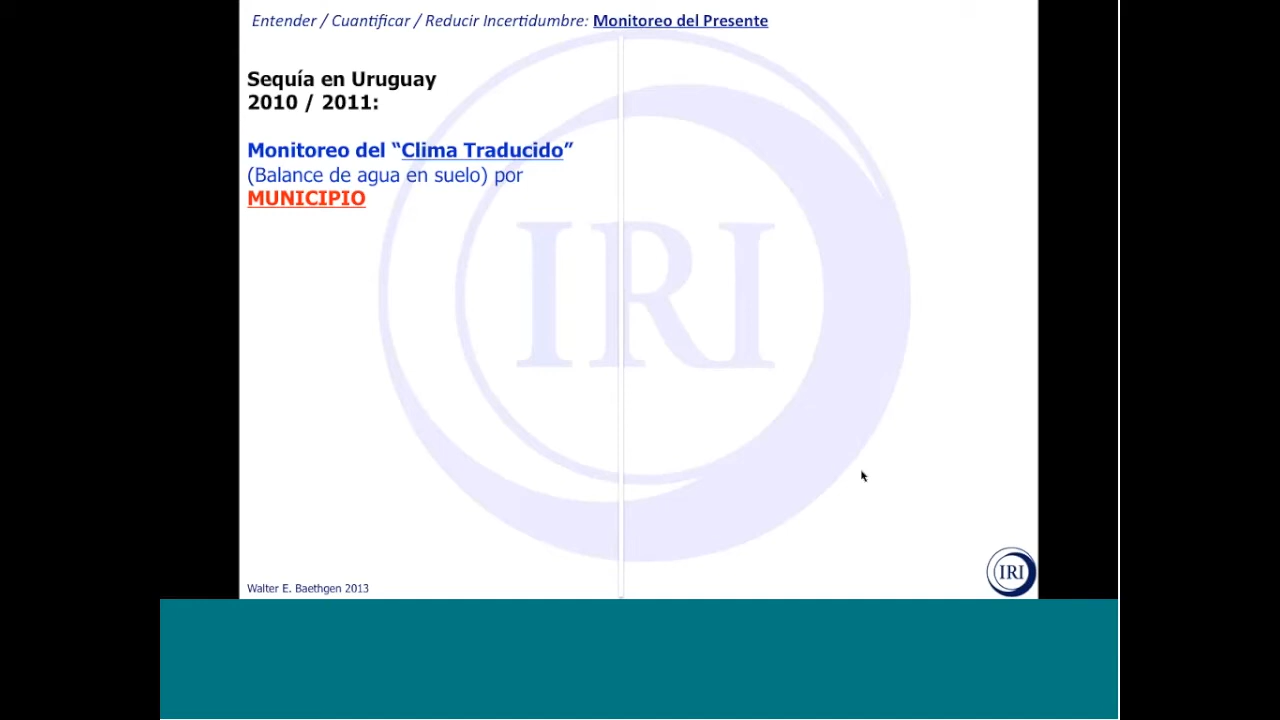 Entender / Cuantificar / Reducir Incertidumbre: Monitoreo del Presente
Sequía en Uruguay
2010 / 2011:
Monitoreo del “Clima Traducido”
(Balance de agua en suelo) por
MUNICIPIO
IRI
Walter E. Baethgen 2013
IRI